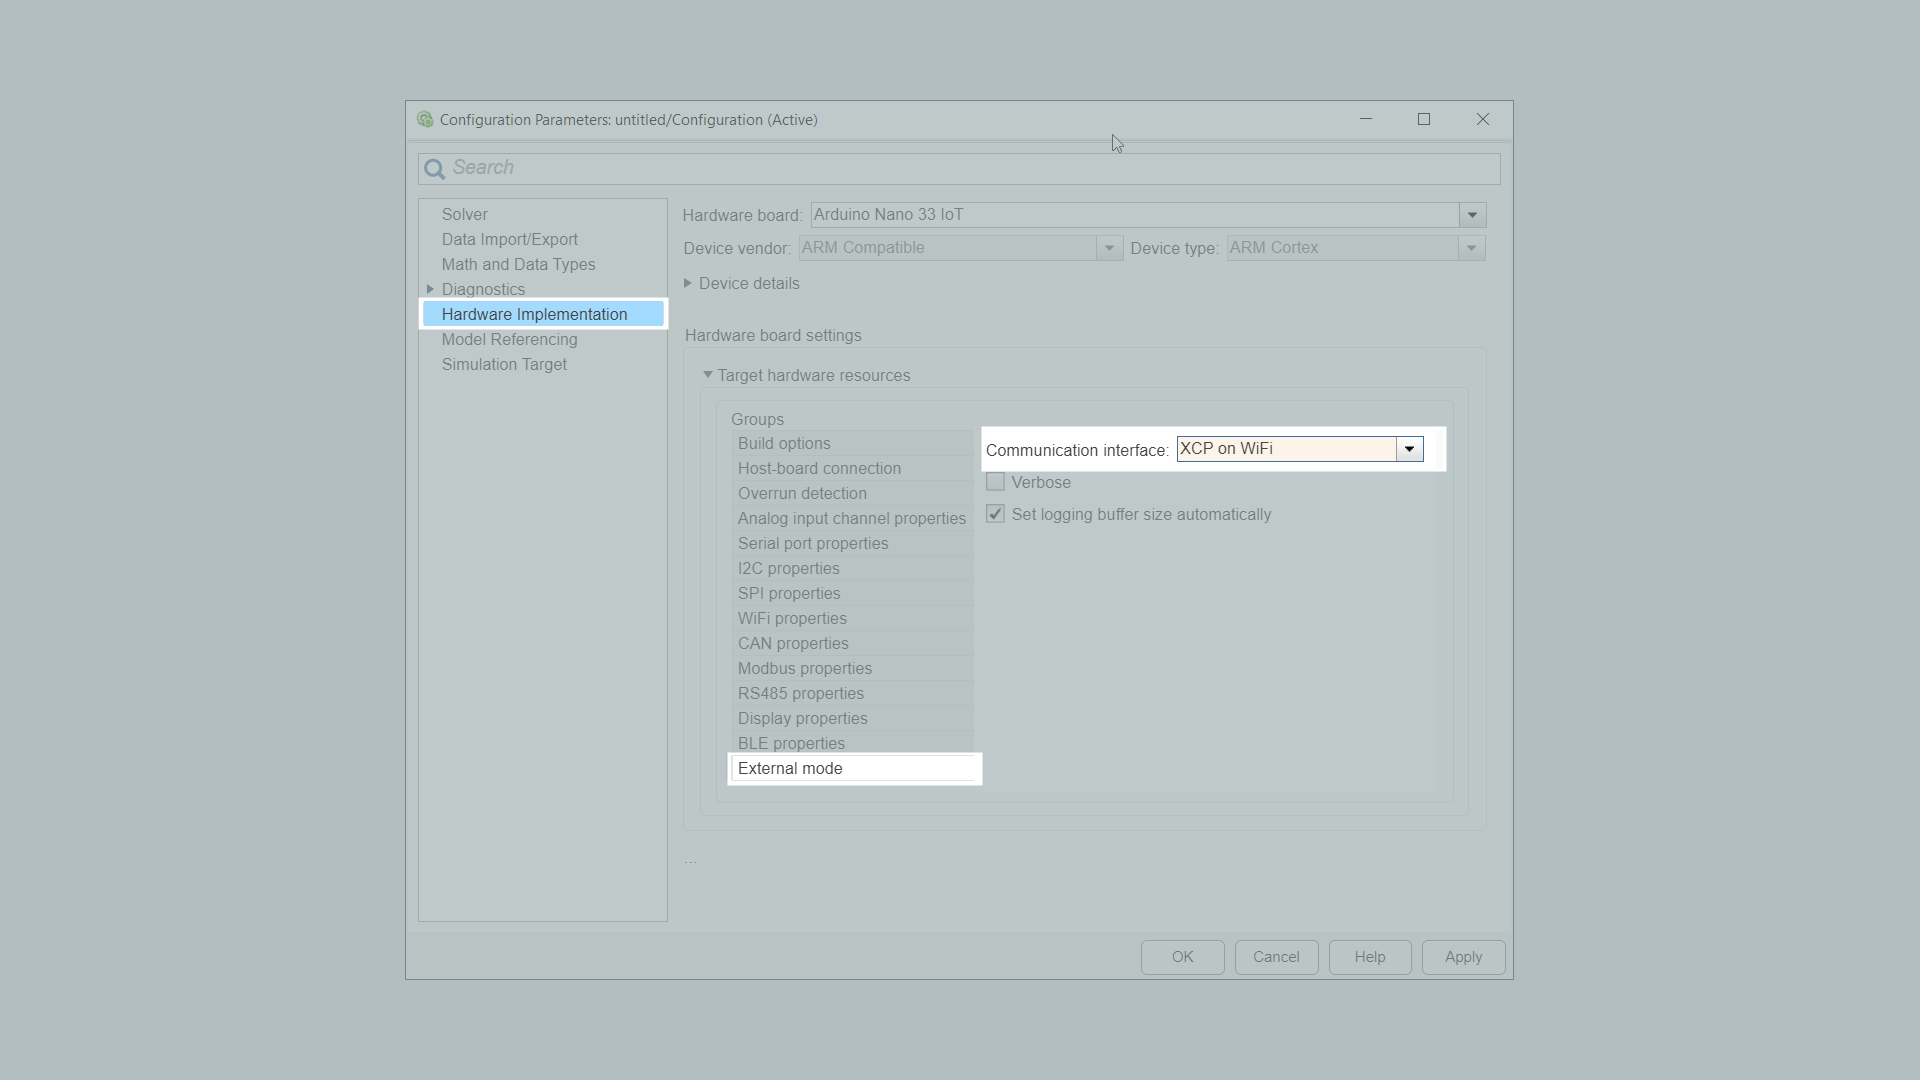 Configuration Parameters: untitled/Configuration (Active)
Search
Solver
Data Import/Export
Math and Data Types
Diagnostics
Hardware Implementation
Model Referencing
Simulation Target
Hardware board: Arduino Nano 33 IoT
Device vendor: ARM Compatible Device type: ARM Cortex
Device details
Hardware board settings
Target hardware resources
Groups
Build options
Host-board connection
Overrun detection
Analog input channel properties
Serial port properties
I2C properties
SPI properties
WiFi properties
CAN properties
Modbus properties
RS485 properties
Display properties
BLE properties
External mode
Communication interface: XCP on WiFi
Verbose
Set logging buffer size automatically
...
OK Cancel Help Apply